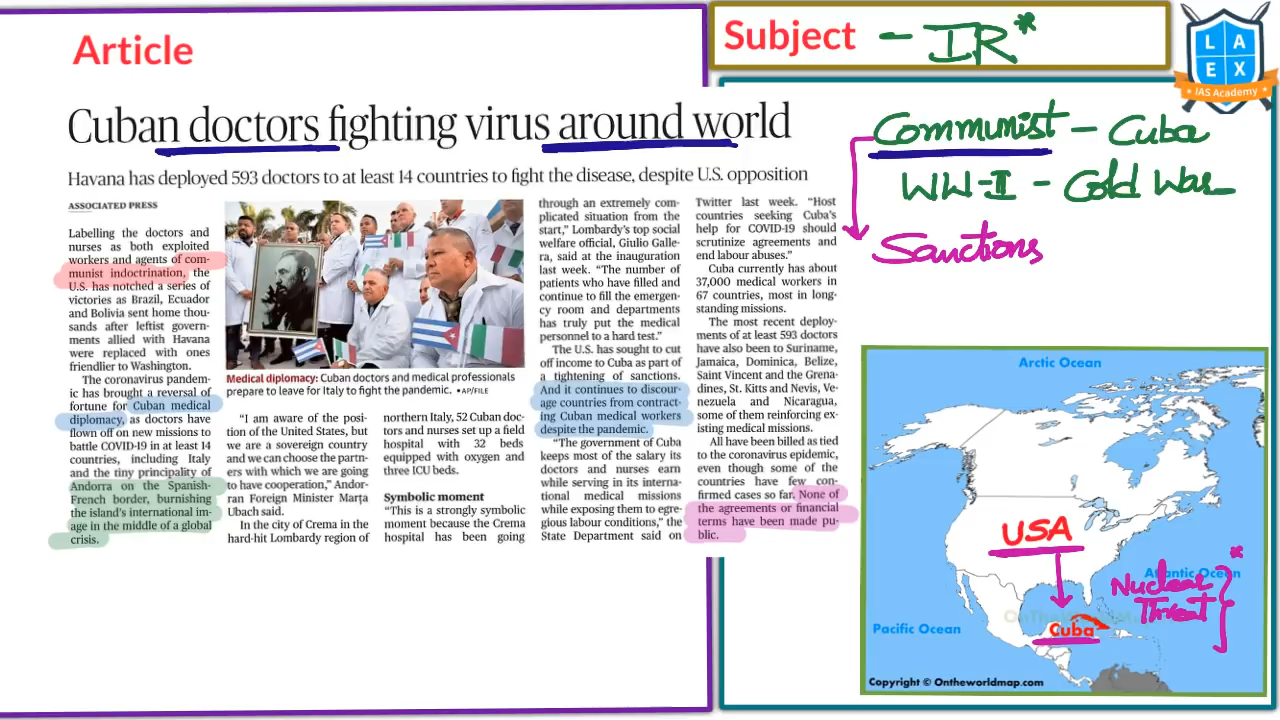 Article
Cuban doctors fighting virus around world
Havana has deployed 593 doctors to at least 14 countries to fight the disease, despite U.S. opposition
ASSOCIATED PRESS
Labelling the doctors and
nurses as both exploited
workers and agents of com-
munist indoctrination, the
U.S. has notched a series of
victories as Brazil, Ecuador
and Bolivia sent home thou-
sands after leftist govern-
ments allied with Havana
were replaced with ones
friendlier to Washington.
The coronavirus pandem-
ic has brought a reversal of
fortune for Cuban medical
diplomacy, as doctors have
flown off on new missions to
battle COVID-19 in at least 14
countries, including Italy
and the tiny principality of
Andorra on the Spanish-
French border, burnishing
the island's international im-
age in the middle of a global
crisis.
Medical diplomacy: Cuban doctors and medical professionals
prepare to leave for Italy to fight the pandemic. •AP/FILE
"I am aware of the posi-
tion of the United States, but
we are a sovereign country
and we can choose the partn-
ers with which we are going
to have cooperation," Andor-
ran Foreign Minister Marța
Ubach said.
In the city of Crema in the
hard-hit Lombardy region of
northern Italy, 52 Cuban doc-
tors and nurses set up a field
hospital with 32 beds
equipped with oxygen and
three ICU beds.
Symbolic moment
"This is a strongly symbolic
moment because the Crema
hospital has been going
through an extremely com-
plicated situation from the
start," Lombardy's top social
welfare official, Giulio Galle-
ra, said at the inauguration
last week. "The number of
patients who have filled and
continue to fill the emergen-
cy room and departments
has truly put the medical
personnel to a hard test."
The U.S. has sought to cut
off income to Cuba as part of
a tightening of sanctions.
And it continues to discour-
age countries from contract-
ing Cuban medical workers
despite the pandemic.
"The government of Cuba
keeps most of the salary its
doctors and nurses earn
while serving in its interna-
tional medical missions
while exposing them to egre-
gious labour conditions," the
State Department said on
Twitter last week. "Host
countries seeking Cuba's
help for COVID-19 should
scrutinize agreements and
end labour abuses."
Cuba currently has about
37,000 medical workers in
67 countries, most in long-
standing missions.
The most recent deploy-
ments of at least 593 doctors
have also been to Suriname,
Jamaica, Dominica, Belize,
Saint Vincent and the Grena-
dines, St. Kitts and Nevis, Ve-
nezuela and Nicaragua,
some of them reinforcing ex-
isting medical missions.
All have been billed as tied
to the coronavirus epidemic,
even though some of the
countries have few con-
firmed cases so far. None of
the agreements or financial
terms have been made pu-
blic.
Subject - IR*
L A
E X
IAS Academy
Communist - Cuba
WW-II - Cold War
Sanctions
Arctic Ocean
USA
Atlantic Ocean
Nuclear
Threat
*
Cuba
Pacific Ocean
Copyright © Ontheworldmap.com